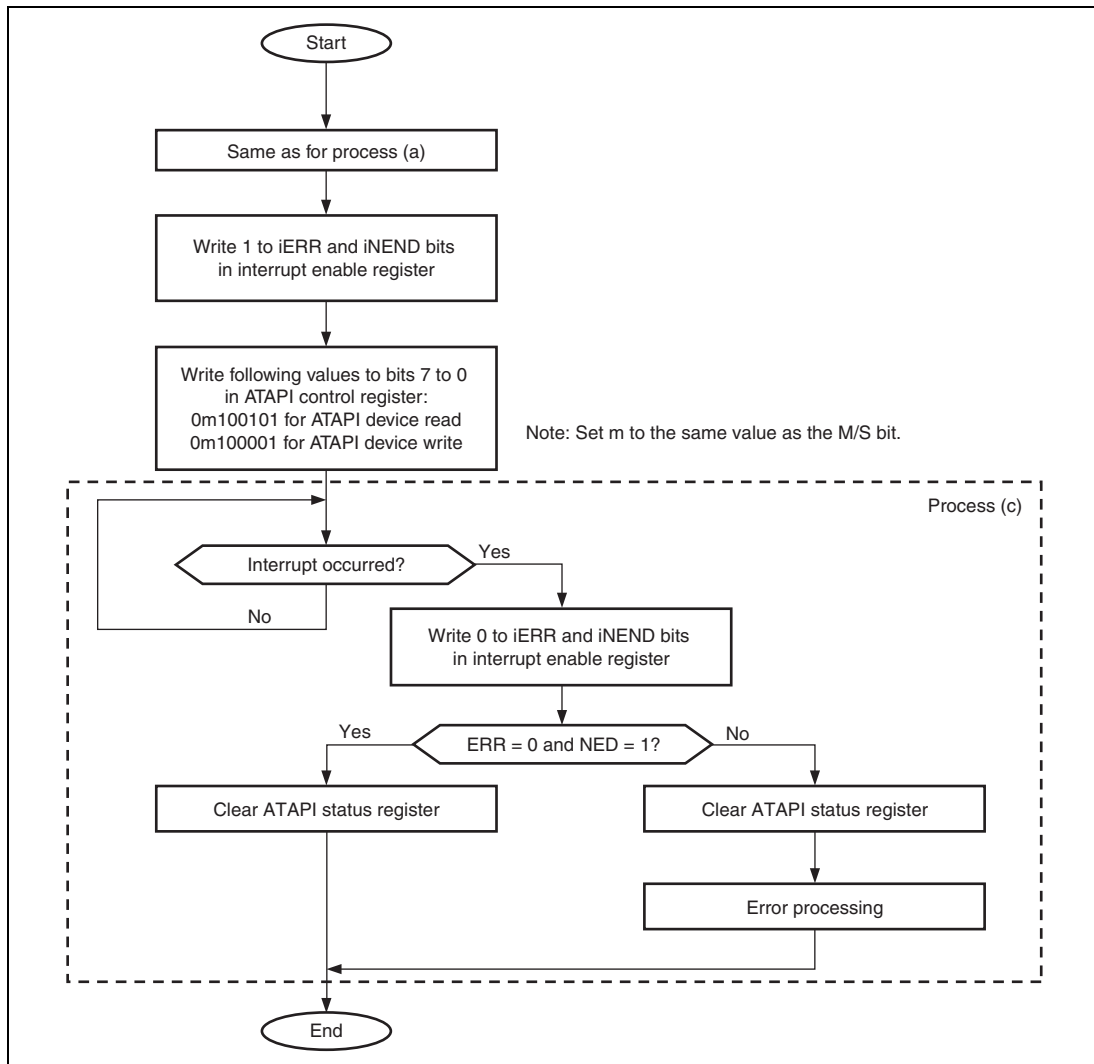 Start
Same as for process (a)
Write 1 to iERR and iNEND bits
in interrupt enable register
Write following values to bits 7 to 0
in ATAPI control register:
0m100101 for ATAPI device read
0m100001 for ATAPI device write
Note: Set m to the same value as the M/S bit.
Process (c)
Interrupt occurred?
Yes
No
Write 0 to iERR and iNEND bits
in interrupt enable register
ERR = 0 and NED = 1?
Yes
No
Clear ATAPI status register
Clear ATAPI status register
Error processing
End